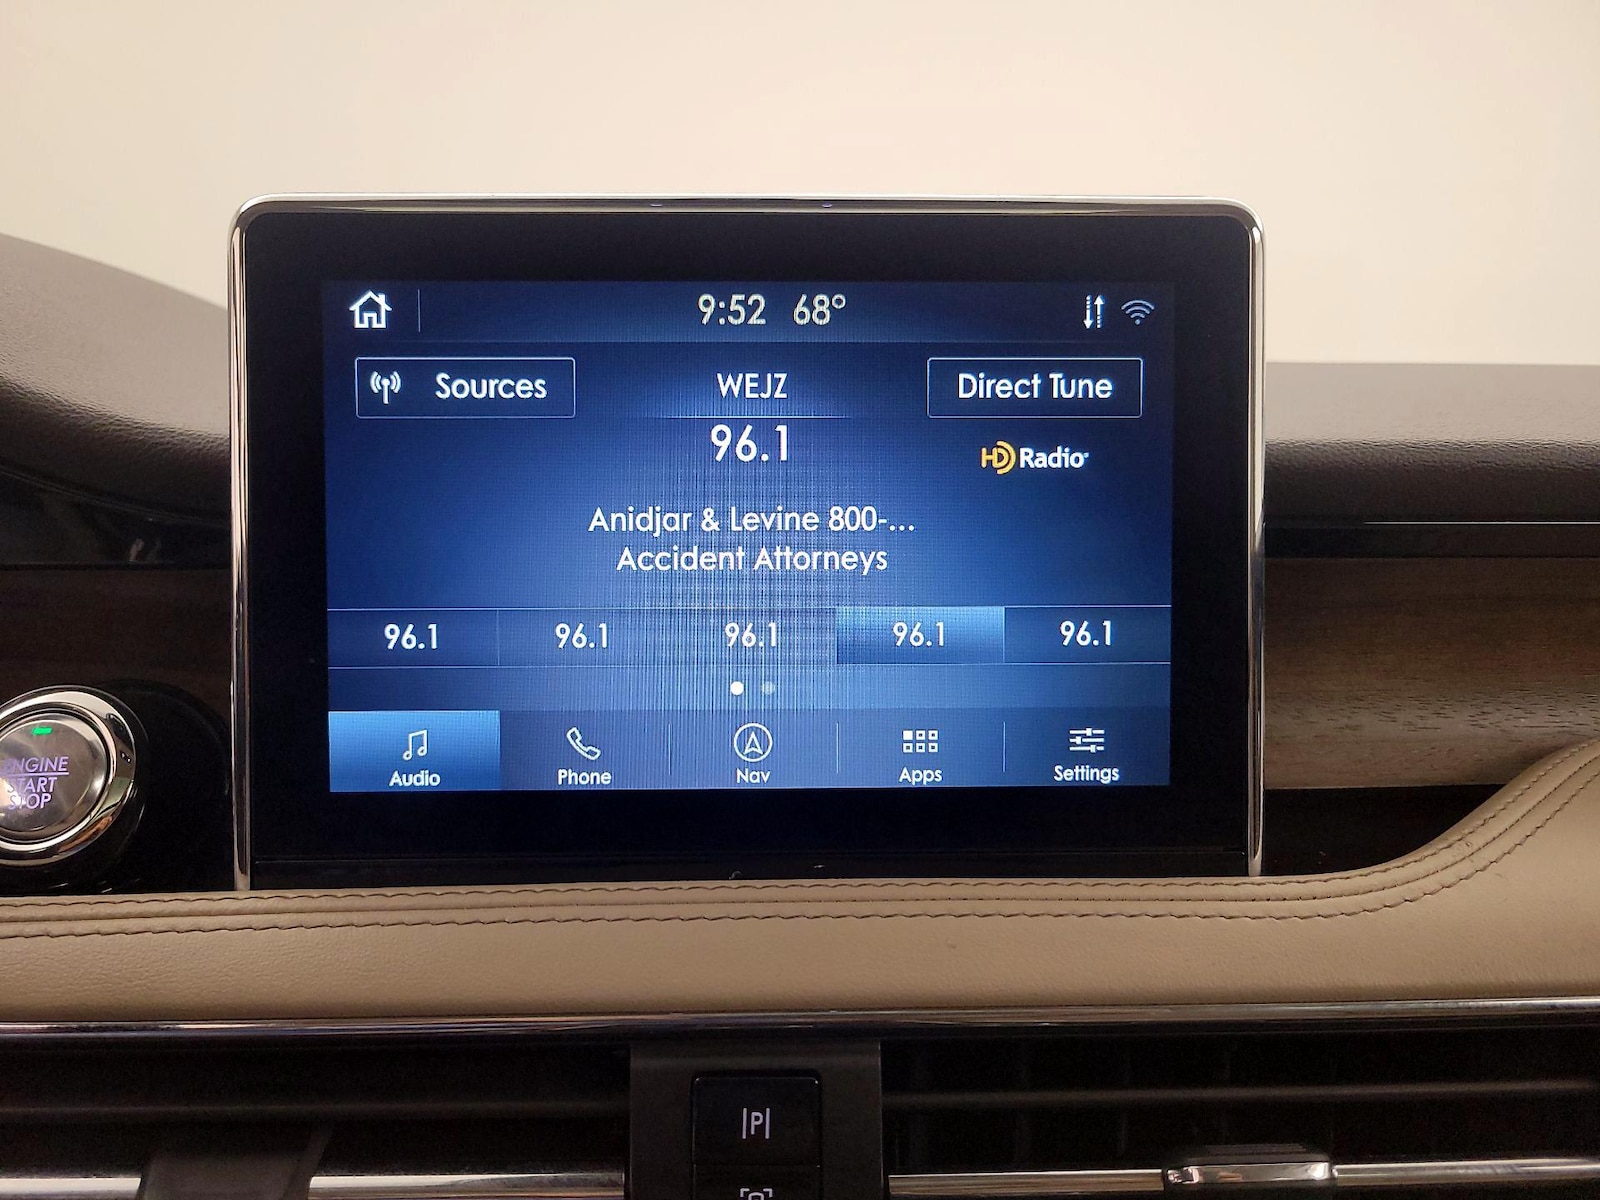 9:52 68°
Sources
WEJZ
Direct Tune
96.1
HD Radio
Anidjar & Levine 800-...
Accident Attorneys
96.1 96.1 96.1 96.1 96.1
Audio Phone Nav Apps Settings
ENGINE
START
STOP
|P|